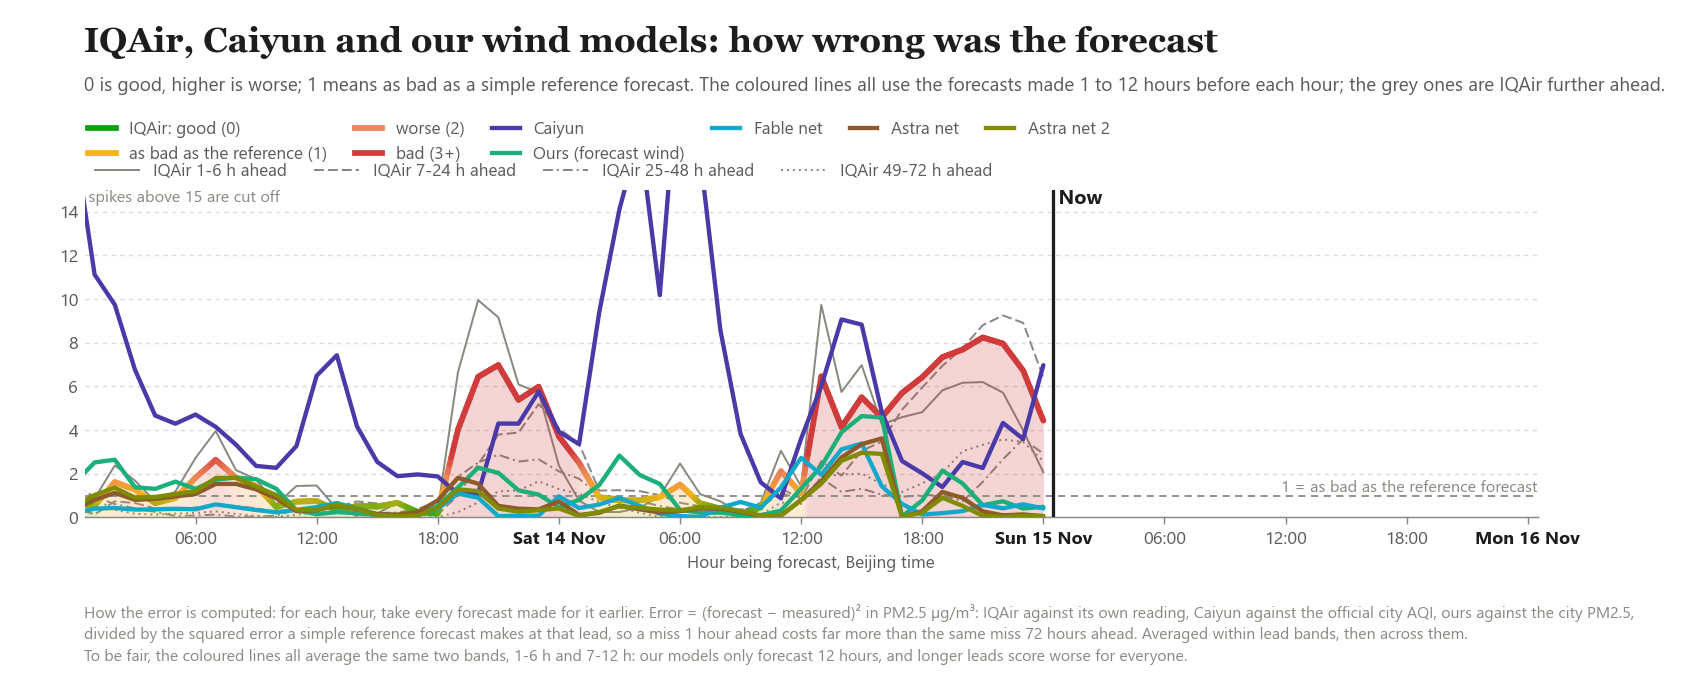 IQAir, Caiyun and our wind models: how wrong was the forecast
0 is good, higher is worse; 1 means as bad as a simple reference forecast. The coloured lines all use the forecasts made 1 to 12 hours before each hour; the grey ones are IQAir further ahead.
IQAir: good (0) worse (2) Caiyun Fable net Astra net Astra net 2
as bad as the reference (1) bad (3+) Ours (forecast wind)
IQAir 1-6 h ahead IQAir 7-24 h ahead IQAir 25-48 h ahead IQAir 49-72 h ahead
spikes above 15 are cut off
Now
14
12
10
8
6
4
2
1 = as bad as the reference forecast
0
06:00 12:00 18:00 Sat 14 Nov 06:00 12:00 18:00 Sun 15 Nov 06:00 12:00 18:00 Mon 16 Nov
Hour being forecast, Beijing time
How the error is computed: for each hour, take every forecast made for it earlier. Error = (forecast − measured)² in PM2.5 µg/m³: IQAir against its own reading, Caiyun against the official city AQI, ours against the city PM2.5,
divided by the squared error a simple reference forecast makes at that lead, so a miss 1 hour ahead costs far more than the same miss 72 hours ahead. Averaged within lead bands, then across them.
To be fair, the coloured lines all average the same two bands, 1-6 h and 7-12 h: our models only forecast 12 hours, and longer leads score worse for everyone.